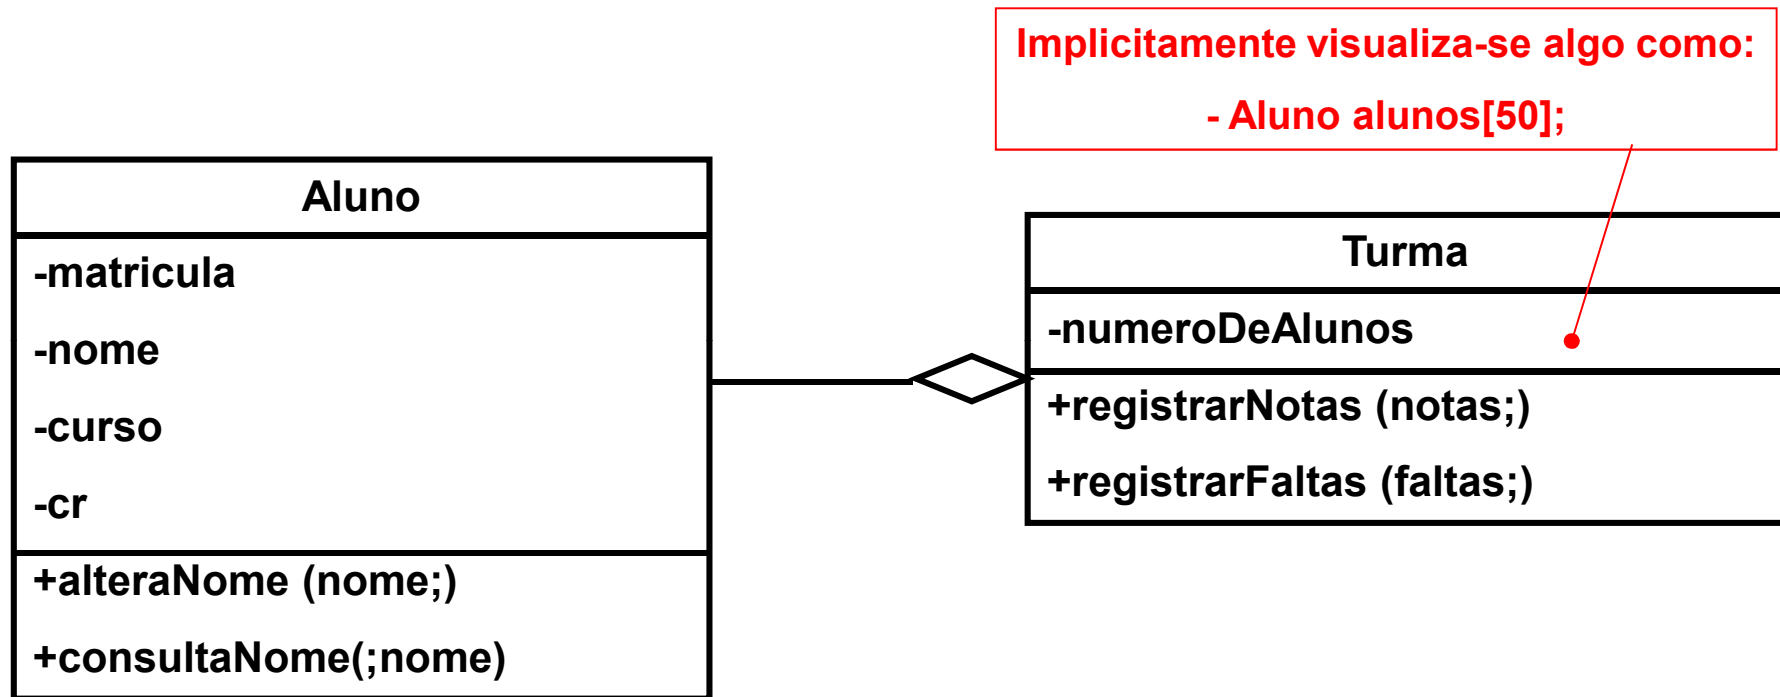 Implicitamente visualiza-se algo como:
- Aluno alunos[50];
Aluno
-matricula
-nome
-curso
-cr
+alteraNome (nome;)
+consultaNome(;nome)
Turma
-numeroDeAlunos
+registrarNotas (notas;)
+registrarFaltas (faltas;)